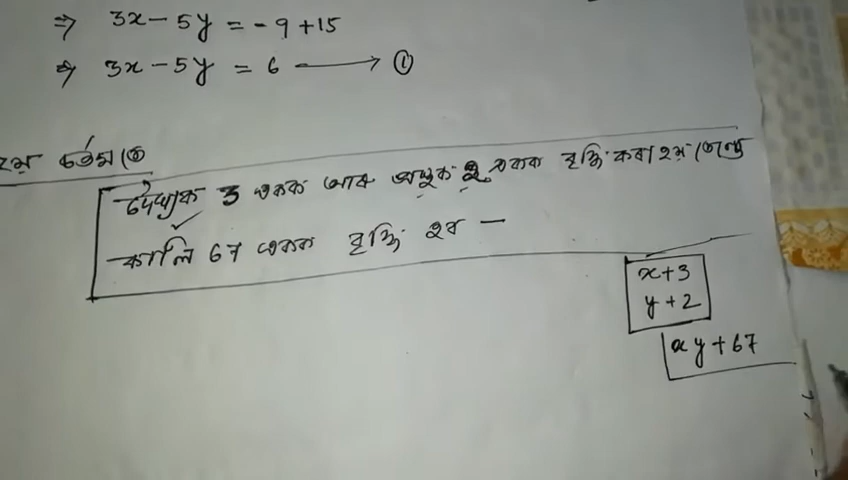 ⇒ 3x - 5y = - 9 + 15
⇒ 3x - 5y = 6 ⟶ ①
২য় চৰ্তমতে
দৈৰ্ঘ্যক 3 একক আৰু প্ৰস্থক 2 একক বৃদ্ধি কৰা হয়
কালি 67 একক বৃদ্ধি হব —
x+3
y+2
xy+67